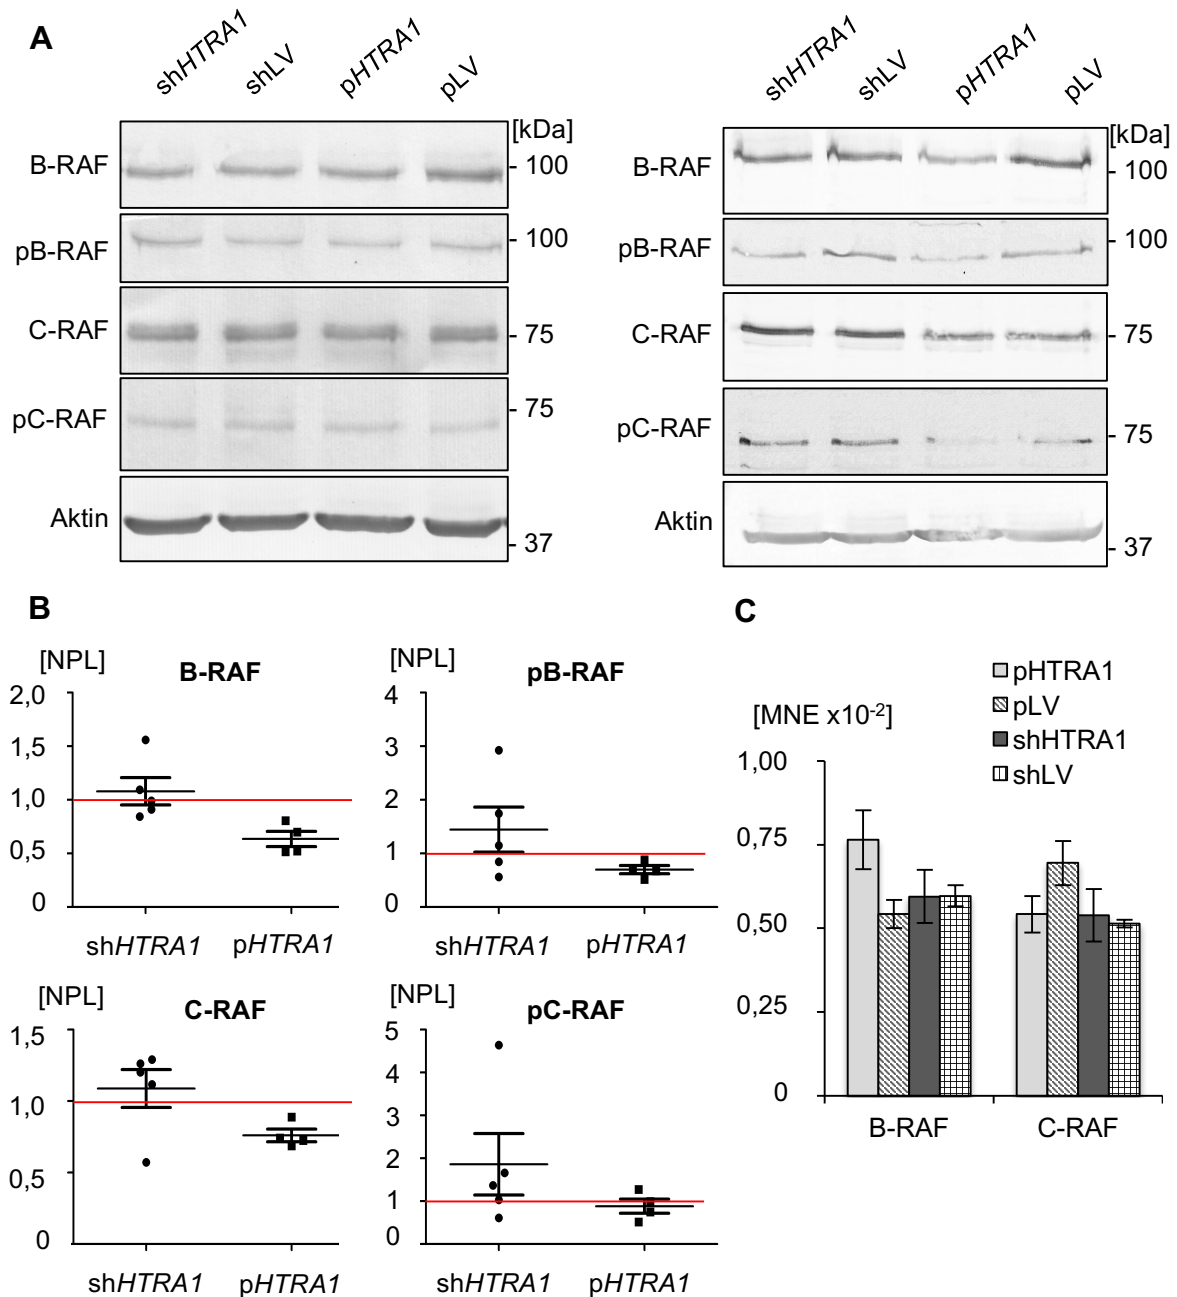 A
shHTRA1 shLV pHTRA1 pLV
[kDa]
B-RAF
- 100
pB-RAF
- 100
C-RAF
- 75
pC-RAF
- 75
Aktin
- 37
shHTRA1 shLV pHTRA1 pLV
[kDa]
B-RAF
- 100
pB-RAF
- 100
C-RAF
- 75
pC-RAF
- 75
Aktin
- 37
B
[NPL]
B-RAF
2,0
1,5
1,0
0,5
0
shHTRA1 pHTRA1
[NPL]
pB-RAF
4
3
2
1
0
shHTRA1 pHTRA1
[NPL]
C-RAF
1,5
1,0
0,5
0
shHTRA1 pHTRA1
[NPL]
pC-RAF
5
4
3
2
1
0
shHTRA1 pHTRA1
C
pHTRA1
pLV
shHTRA1
shLV
[MNE x10-2]
1,00
0,75
0,50
0,25
0
B-RAF C-RAF